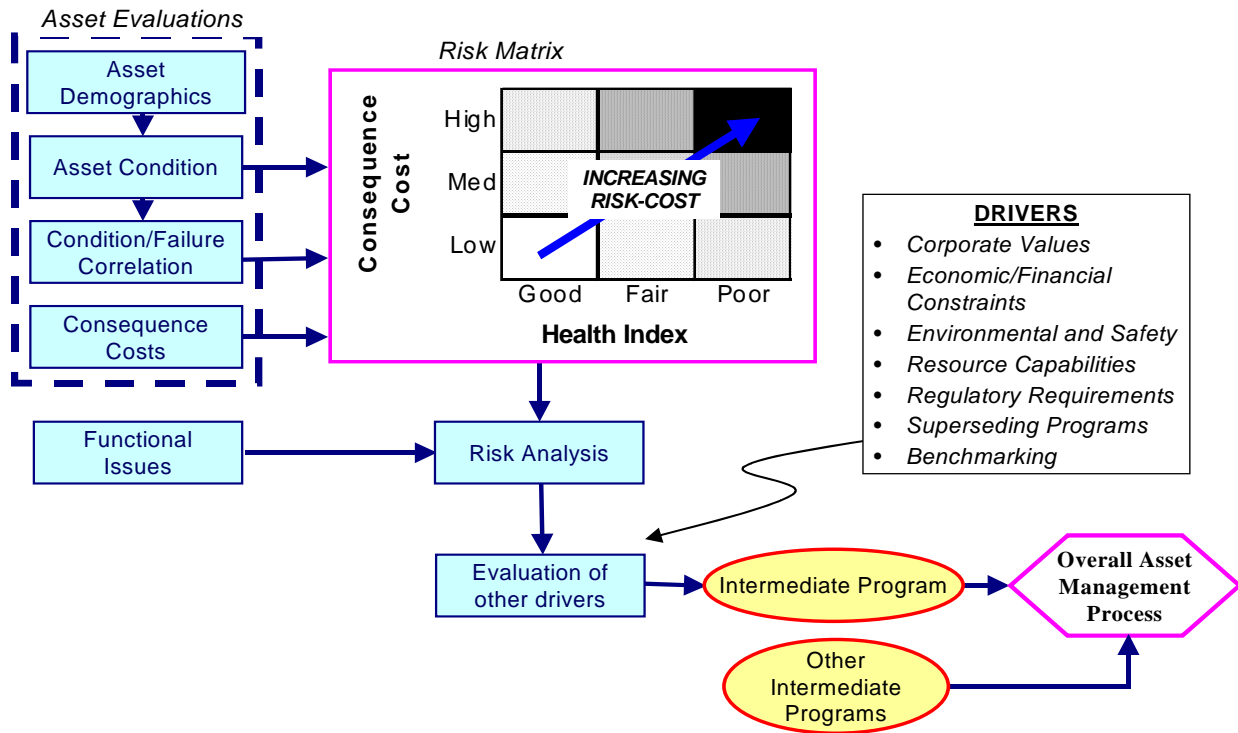 Asset Evaluations
Asset
Demographics
Asset Condition
Condition/Failure
Correlation
Consequence
Costs
Functional
Issues
Risk Matrix
Consequence
Cost
High
Med
Low
INCREASING
RISK-COST
Good Fair Poor
Health Index
Risk Analysis
Evaluation of
other drivers
DRIVERS
• Corporate Values
• Economic/Financial
Constraints
• Environmental and Safety
• Resource Capabilities
• Regulatory Requirements
• Superseding Programs
• Benchmarking
Intermediate Program
Other
Intermediate
Programs
Overall Asset
Management
Process